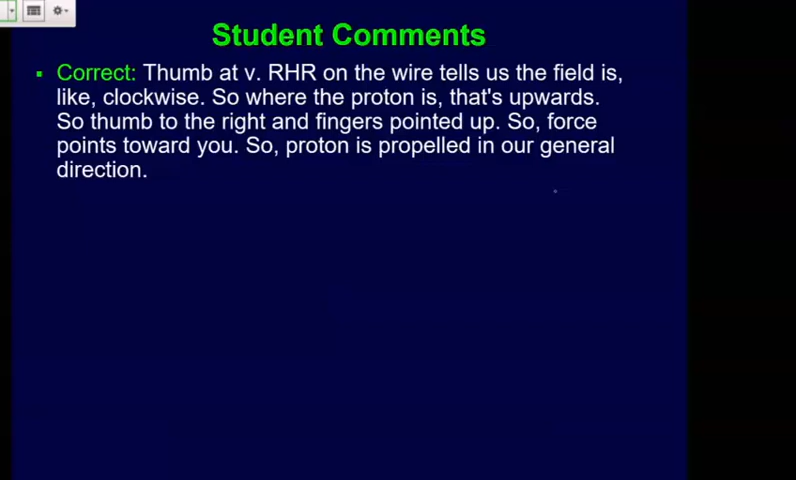 Student Comments
▪ Correct: Thumb at v. RHR on the wire tells us the field is,
like, clockwise. So where the proton is, that's upwards.
So thumb to the right and fingers pointed up. So, force
points toward you. So, proton is propelled in our general
direction.